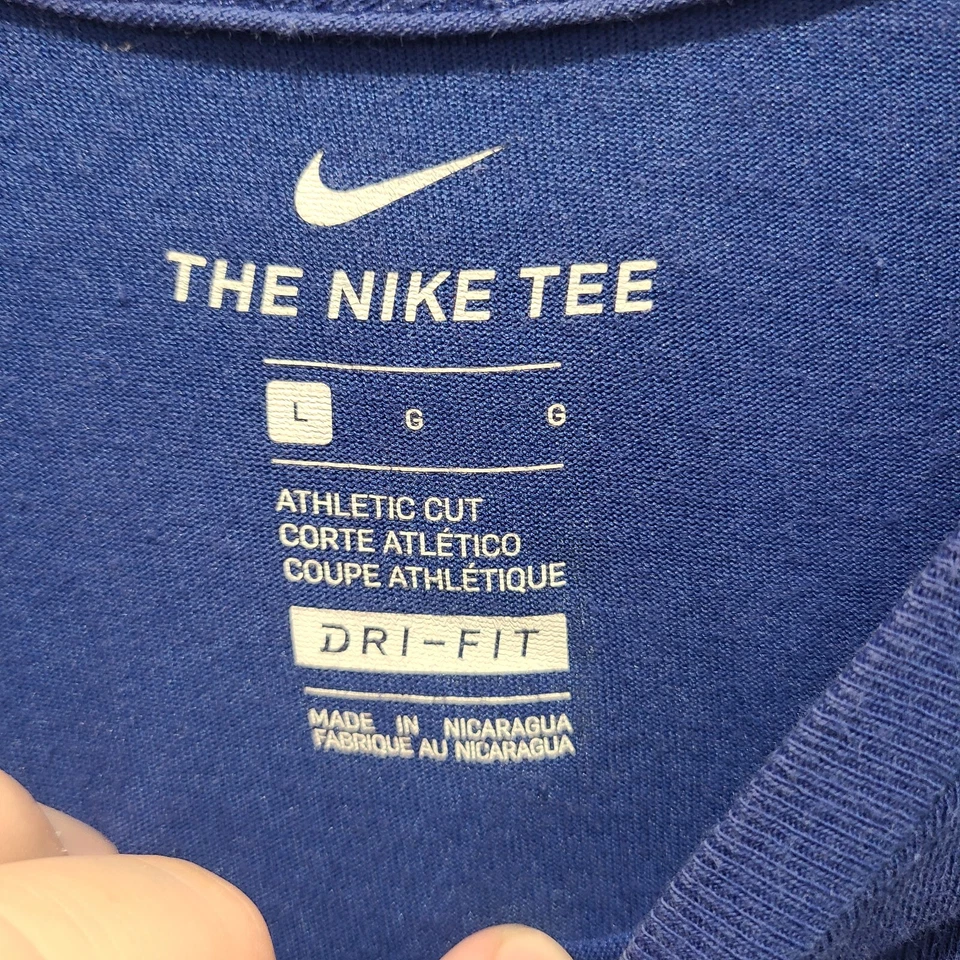 THE NIKE TEE
L G G
ATHLETIC CUT
CORTE ATLÉTICO
COUPE ATHLÉTIQUE
DRI-FIT
MADE IN NICARAGUA
FABRIQUE AU NICARAGUA